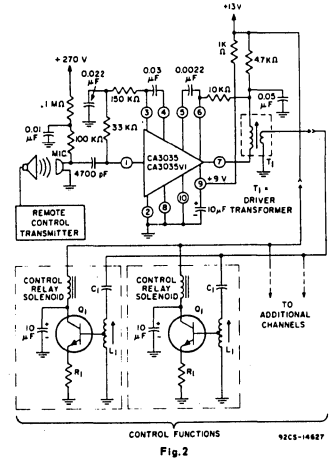 +13V
+270 V
0.022 µF
0.03 µF
0.0022 µF
1K Ω
4.7KΩ
150 KΩ
10KΩ
.1 MΩ
0.05 µF
0.01 µF
33 KΩ
100 KΩ
3 4 5 6
MIC
CA3035
CA3035V1
1
7
T1
4700 pF
9
+9 V
2 8 10
T1 = DRIVER TRANSFORMER
+
10µF
-
REMOTE CONTROL TRANSMITTER
CONTROL RELAY SOLENOID
C1
CONTROL RELAY SOLENOID
C1
TO ADDITIONAL CHANNELS
Q1
Q1
10 µF
+
-
10 µF
+
-
L1
L1
R1
R1
CONTROL FUNCTIONS
92CS-14627
Fig.2